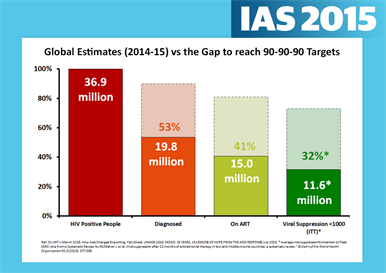 IAS 2015
Global Estimates (2014-15) vs the Gap to reach 90-90-90 Targets
100%
80%
60%
40%
20%
0%
36.9
million
53%
19.8
million
41%
15.0
million
32%*
11.6*
million
HIV Positive People
Diagnosed
On ART
Viral Suppression <1000
(ITT)*